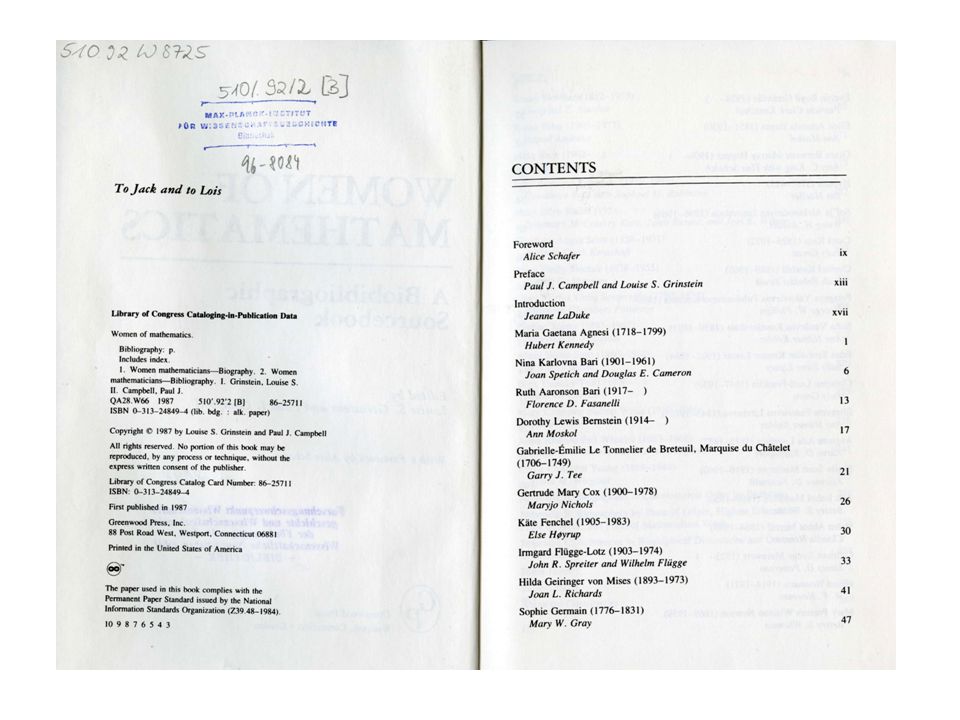 510.92 W8725
510/.92/2 [B]
MAX-PLANCK-INSTITUT
FÜR WISSENSCHAFTSGESCHICHTE
Bibliothek
96-8084
To Jack and to Lois
Library of Congress Cataloging-in-Publication Data
Women of mathematics.
Bibliography: p.
Includes index.
1. Women mathematicians—Biography. 2. Women
mathematicians—Bibliography. I. Grinstein, Louise S.
II. Campbell, Paul J.
QA28.W66 1987 510'.92'2 [B] 86-25711
ISBN 0-313-24849-4 (lib. bdg. : alk. paper)
Copyright © 1987 by Louise S. Grinstein and Paul J. Campbell
All rights reserved. No portion of this book may be
reproduced, by any process or technique, without the
express written consent of the publisher.
Library of Congress Catalog Card Number: 86-25711
ISBN: 0-313-24849-4
First published in 1987
Greenwood Press, Inc.
88 Post Road West, Westport, Connecticut 06881
Printed in the United States of America
The paper used in this book complies with the
Permanent Paper Standard issued by the National
Information Standards Organization (Z39.48-1984).
10 9 8 7 6 5 4 3
CONTENTS
Foreword
Alice Schafer ix
Preface
Paul J. Campbell and Louise S. Grinstein xiii
Introduction
Jeanne LaDuke xvii
Maria Gaetana Agnesi (1718–1799)
Hubert Kennedy 1
Nina Karlovna Bari (1901–1961)
Joan Spetich and Douglas E. Cameron 6
Ruth Aaronson Bari (1917– )
Florence D. Fasanelli 13
Dorothy Lewis Bernstein (1914– )
Ann Moskol 17
Gabrielle-Émilie Le Tonnelier de Breteuil, Marquise du Châtelet
(1706–1749)
Garry J. Tee 21
Gertrude Mary Cox (1900–1978)
Maryjo Nichols 26
Käte Fenchel (1905–1983)
Else Høyrup 30
Irmgard Flügge-Lotz (1903–1974)
John R. Spreiter and Wilhelm Flügge 33
Hilda Geiringer von Mises (1893–1973)
Joan L. Richards 41
Sophie Germain (1776–1831)
Mary W. Gray 47